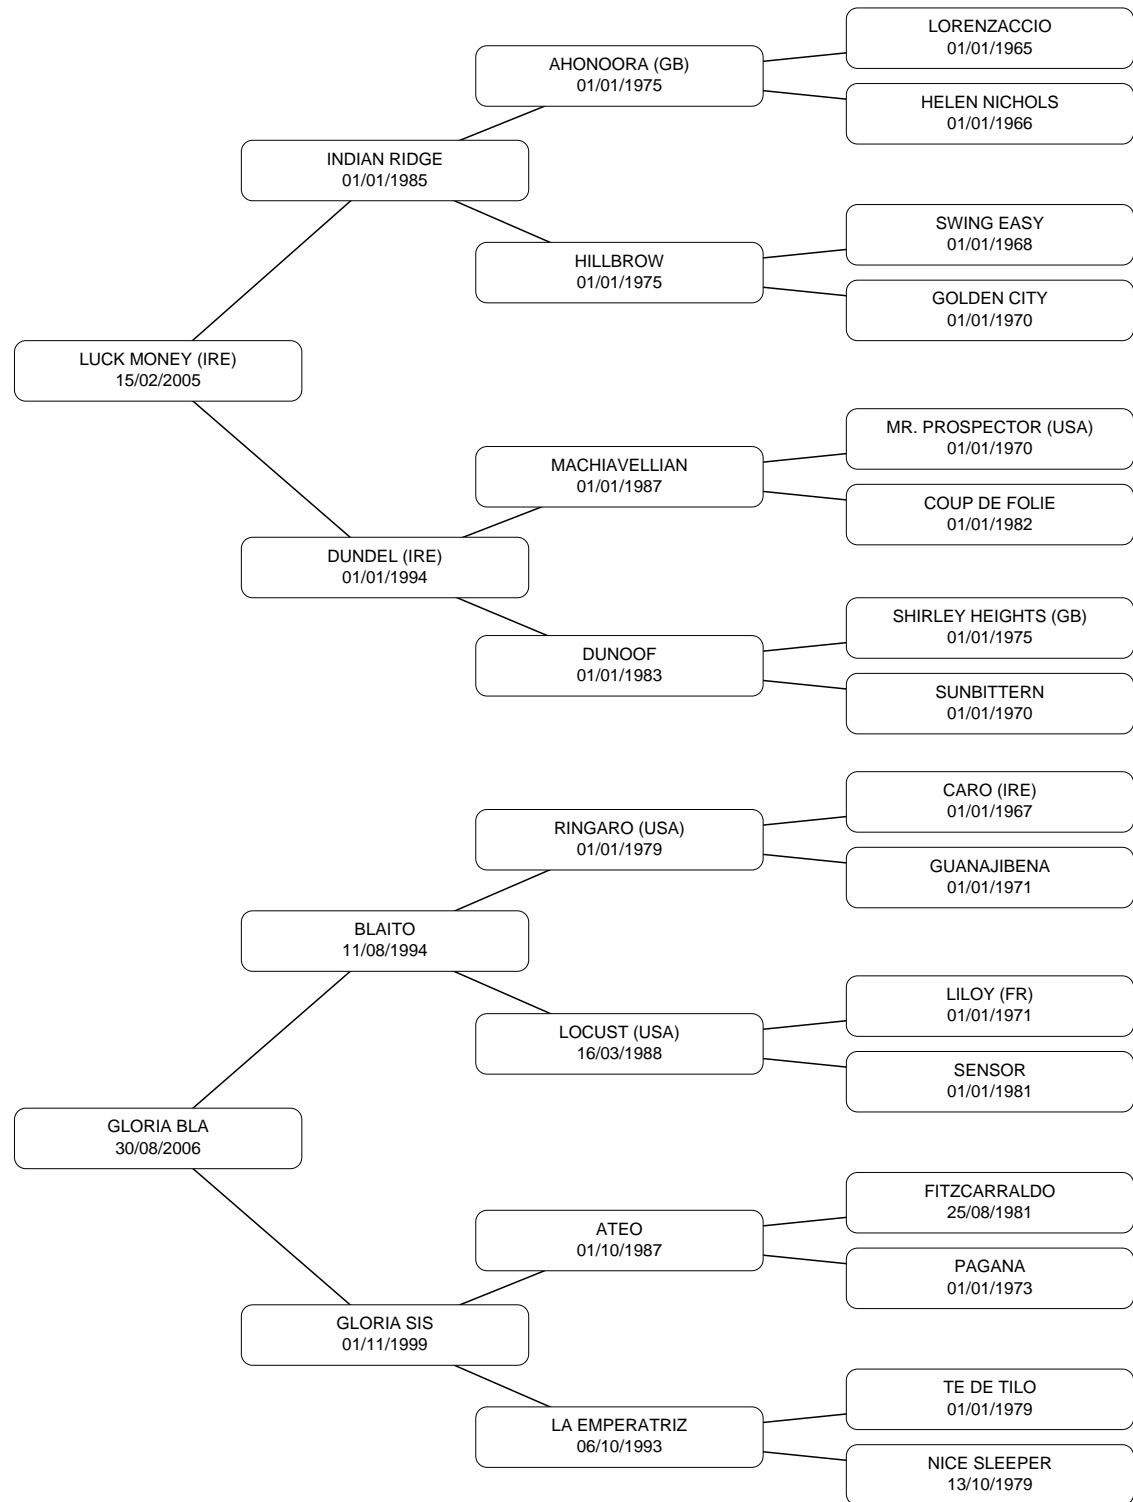 LORENZACCIO
01/01/1965
AHONOORA (GB)
01/01/1975
HELEN NICHOLS
01/01/1966
INDIAN RIDGE
01/01/1985
SWING EASY
01/01/1968
HILLBROW
01/01/1975
GOLDEN CITY
01/01/1970
LUCK MONEY (IRE)
15/02/2005
MR. PROSPECTOR (USA)
01/01/1970
MACHIAVELLIAN
01/01/1987
COUP DE FOLIE
01/01/1982
DUNDEL (IRE)
01/01/1994
SHIRLEY HEIGHTS (GB)
01/01/1975
DUNOOF
01/01/1983
SUNBITTERN
01/01/1970
CARO (IRE)
01/01/1967
RINGARO (USA)
01/01/1979
GUANAJIBENA
01/01/1971
BLAITO
11/08/1994
LILOY (FR)
01/01/1971
LOCUST (USA)
16/03/1988
SENSOR
01/01/1981
GLORIA BLA
30/08/2006
FITZCARRALDO
25/08/1981
ATEO
01/10/1987
PAGANA
01/01/1973
GLORIA SIS
01/11/1999
TE DE TILO
01/01/1979
LA EMPERATRIZ
06/10/1993
NICE SLEEPER
13/10/1979